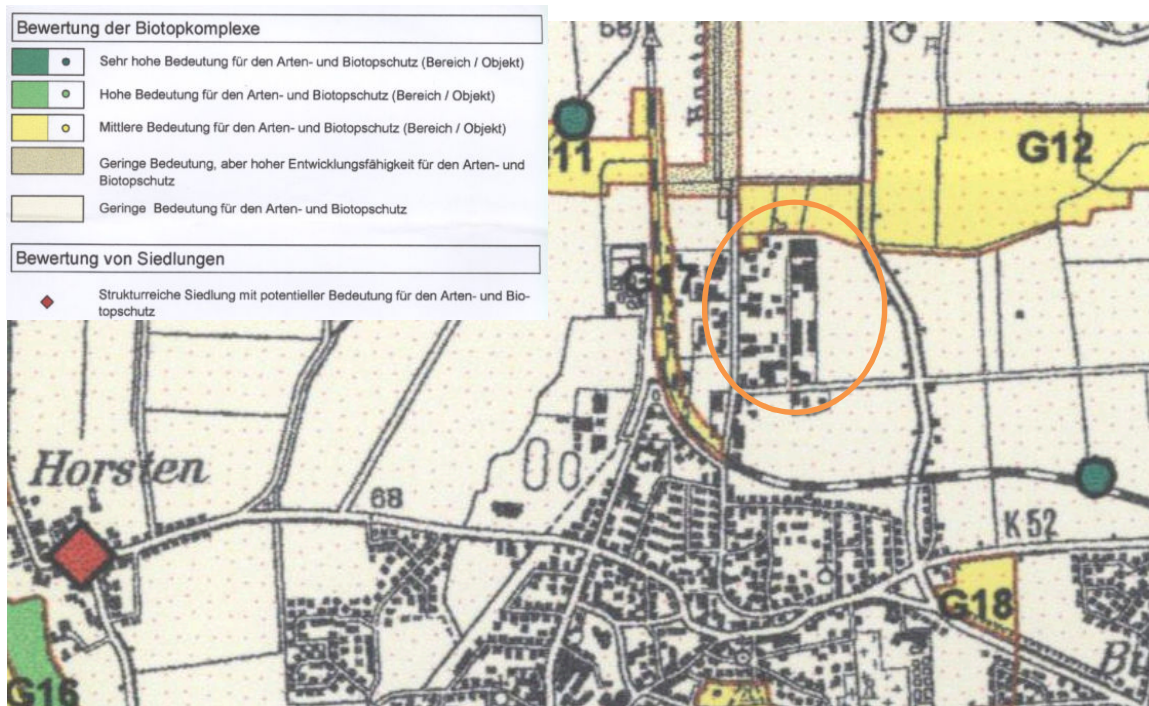 Bewertung der Biotopkomplexe
Sehr hohe Bedeutung für den Arten- und Biotopschutz (Bereich / Objekt)
Hohe Bedeutung für den Arten- und Biotopschutz (Bereich / Objekt)
Mittlere Bedeutung für den Arten- und Biotopschutz (Bereich / Objekt)
Geringe Bedeutung, aber hoher Entwicklungsfähigkeit für den Arten- und
Biotopschutz
Geringe Bedeutung für den Arten- und Biotopschutz
Bewertung von Siedlungen
Strukturreiche Siedlung mit potentieller Bedeutung für den Arten- und Bio-
topschutz
G11
G12
G17
Horsten
68
K 52
G18
G16